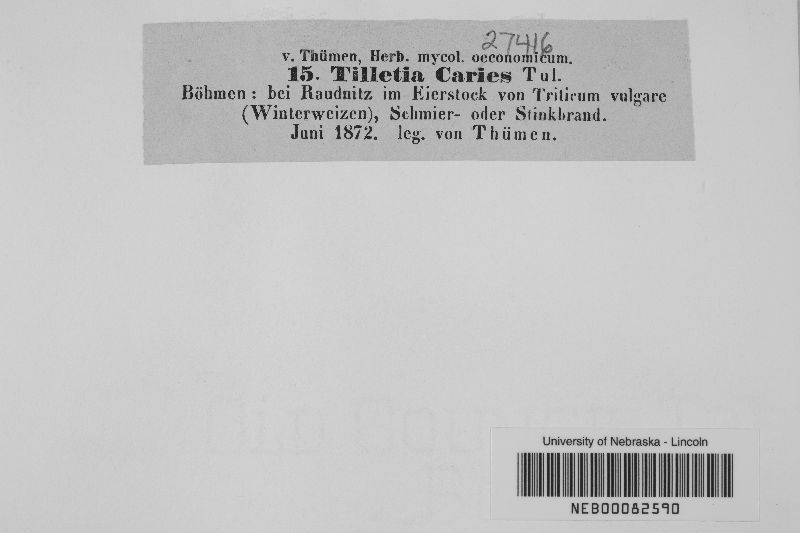 27416
v. Thümen, Herb. mycol. oeconomicum.
15. Tilletia Caries Tul.
Böhmen: bei Raudnitz im Eierstock von Triticum vulgare
(Winterweizen), Schmier- oder Stinkbrand.
Juni 1872. leg. von Thümen.
University of Nebraska - Lincoln
NEB00082590